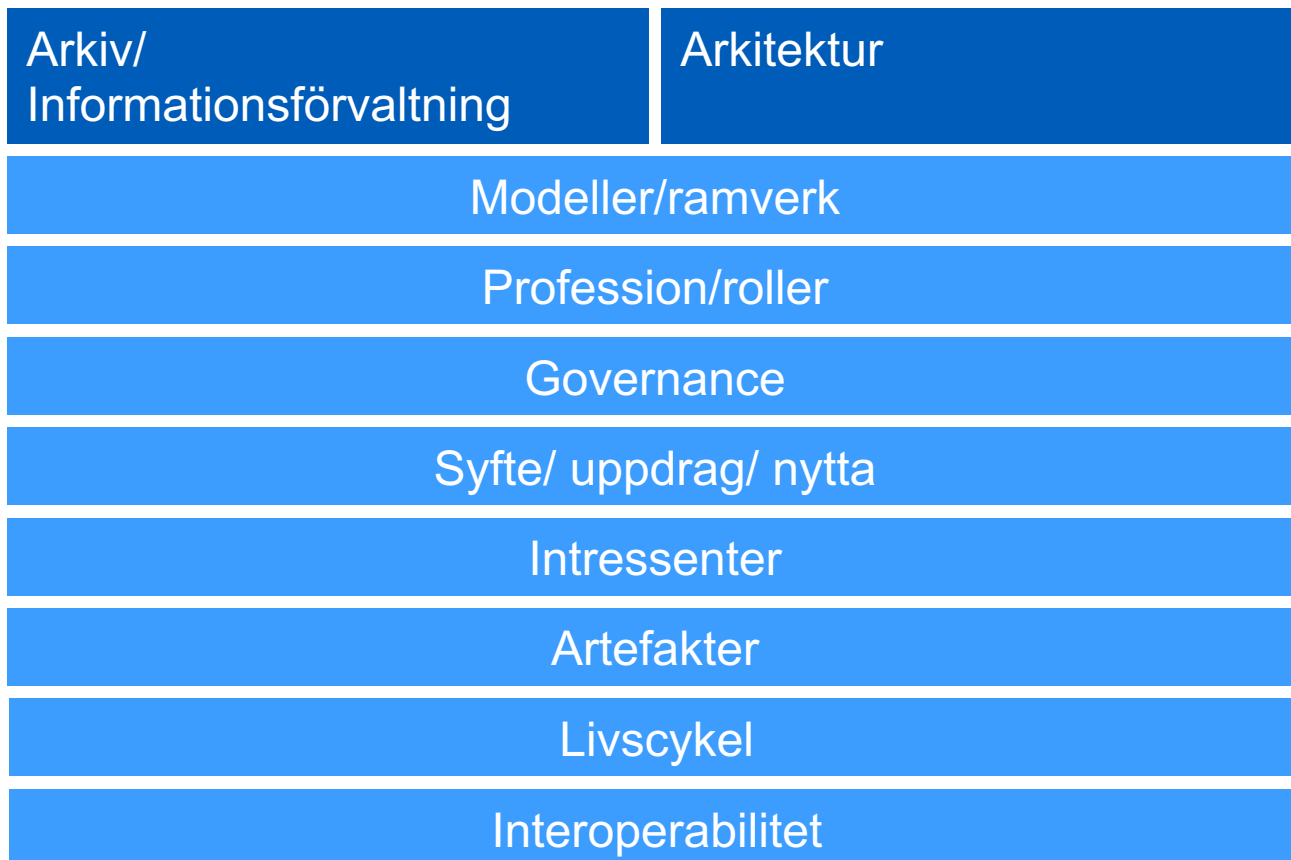 Arkiv/
Informationsförvaltning
Arkitektur
Modeller/ramverk
Profession/roller
Governance
Syfte/ uppdrag/ nytta
Intressenter
Artefakter
Livscykel
Interoperabilitet